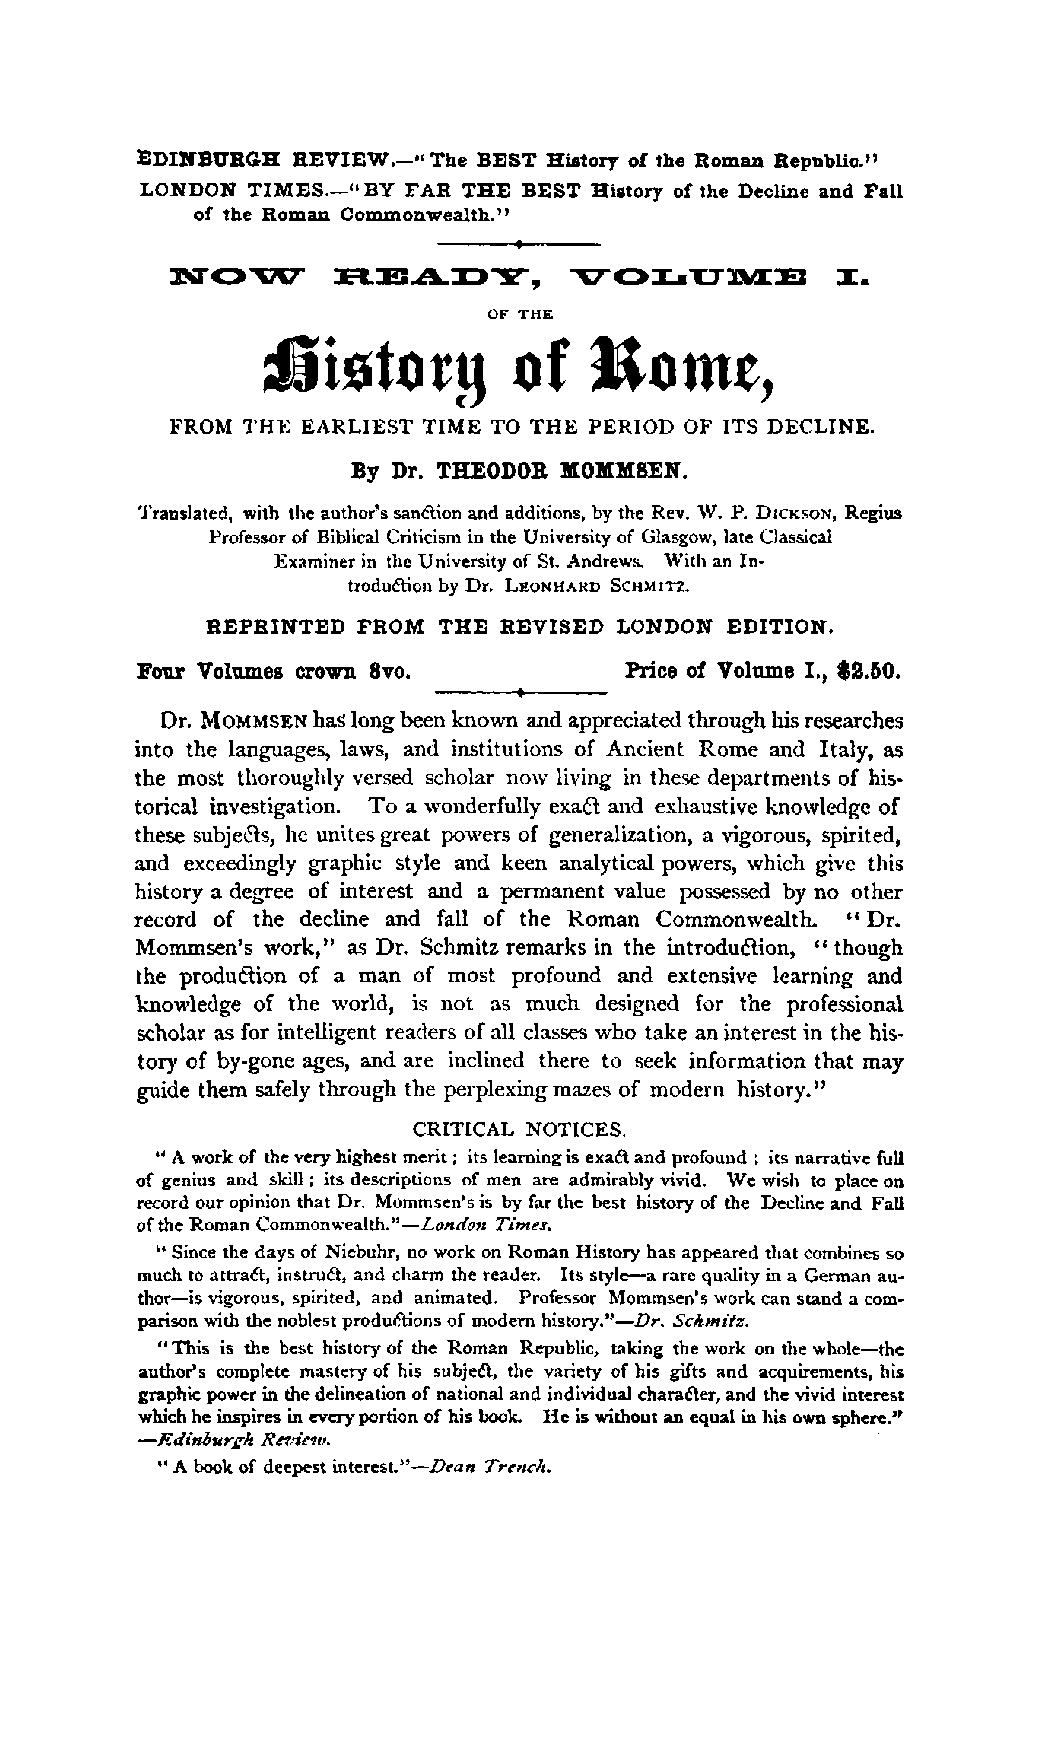 EDINBURGH REVIEW.—"The BEST History of the Roman Republic."
LONDON TIMES.—"BY FAR THE BEST History of the Decline and Fall
of the Roman Commonwealth."
NOW READY, VOLUME I.
OF THE
History of Rome,
FROM THE EARLIEST TIME TO THE PERIOD OF ITS DECLINE.
By Dr. THEODOR MOMMSEN.
Translated, with the author's sanction and additions, by the Rev. W. P. DICKSON, Regius
Professor of Biblical Criticism in the University of Glasgow, late Classical
Examiner in the University of St. Andrews. With an In-
troduction by Dr. LEONHARD SCHMITZ.
REPRINTED FROM THE REVISED LONDON EDITION.
Four Volumes crown 8vo. Price of Volume I., $2.50.
Dr. MOMMSEN has long been known and appreciated through his researches
into the languages, laws, and institutions of Ancient Rome and Italy, as
the most thoroughly versed scholar now living in these departments of his-
torical investigation. To a wonderfully exact and exhaustive knowledge of
these subjects, he unites great powers of generalization, a vigorous, spirited,
and exceedingly graphic style and keen analytical powers, which give this
history a degree of interest and a permanent value possessed by no other
record of the decline and fall of the Roman Commonwealth. "Dr.
Mommsen's work," as Dr. Schmitz remarks in the introduction, "though
the production of a man of most profound and extensive learning and
knowledge of the world, is not as much designed for the professional
scholar as for intelligent readers of all classes who take an interest in the his-
tory of by-gone ages, and are inclined there to seek information that may
guide them safely through the perplexing mazes of modern history."
CRITICAL NOTICES.
"A work of the very highest merit; its learning is exact and profound; its narrative full
of genius and skill; its descriptions of men are admirably vivid. We wish to place on
record our opinion that Dr. Mommsen's is by far the best history of the Decline and Fall
of the Roman Commonwealth."—London Times.
"Since the days of Niebuhr, no work on Roman History has appeared that combines so
much to attract, instruct, and charm the reader. Its style—a rare quality in a German au-
thor—is vigorous, spirited, and animated. Professor Mommsen's work can stand a com-
parison with the noblest productions of modern history."—Dr. Schmitz.
"This is the best history of the Roman Republic, taking the work on the whole—the
author's complete mastery of his subject, the variety of his gifts and acquirements, his
graphic power in the delineation of national and individual character, and the vivid interest
which he inspires in every portion of his book. He is without an equal in his own sphere."
—Edinburgh Review.
"A book of deepest interest."—Dean Trench.